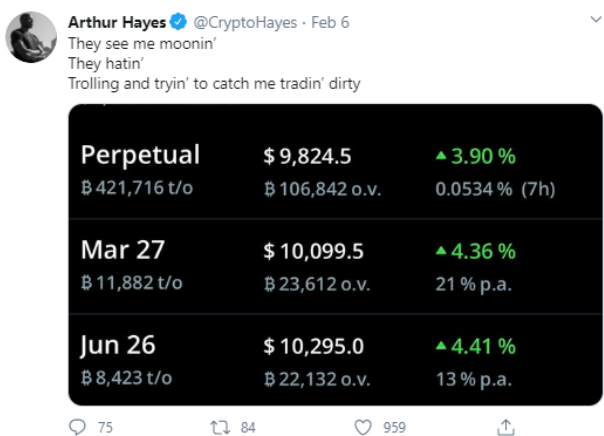 Arthur Hayes @CryptoHayes · Feb 6
They see me moonin'
They hatin'
Trolling and tryin' to catch me tradin' dirty
Perpetual $ 9,824.5 ▲ 3.90 %
₿ 421,716 t/o ₿ 106,842 o.v. 0.0534 % (7h)
Mar 27 $ 10,099.5 ▲ 4.36 %
₿ 11,882 t/o ₿ 23,612 o.v. 21 % p.a.
Jun 26 $ 10,295.0 ▲ 4.41 %
₿ 8,423 t/o ₿ 22,132 o.v. 13 % p.a.
75 84 959